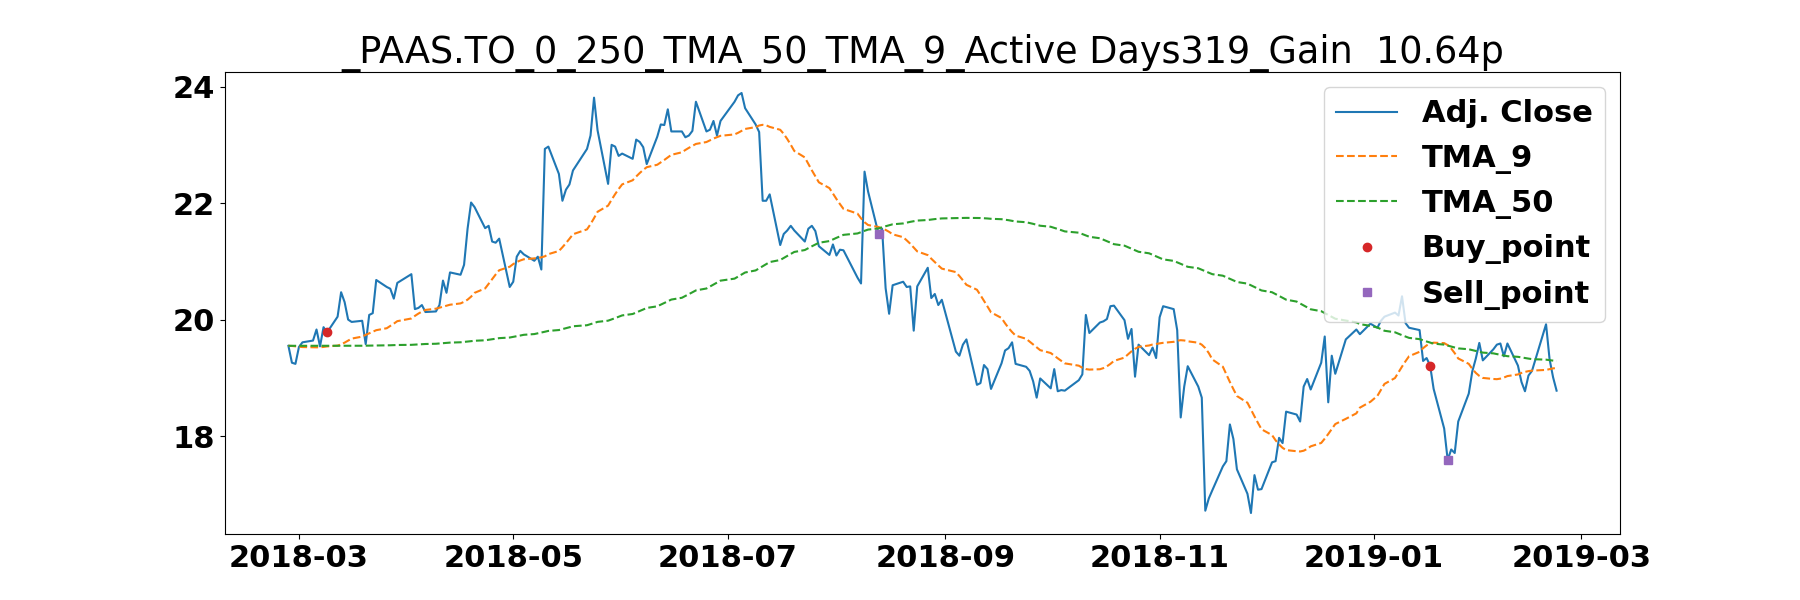 _PAAS.TO_0_250_TMA_50_TMA_9_Active Days319_Gain  10.64p
24
22
20
18
Adj. Close
TMA_9
TMA_50
Buy_point
Sell_point
2018-03 2018-05 2018-07 2018-09 2018-11 2019-01 2019-03